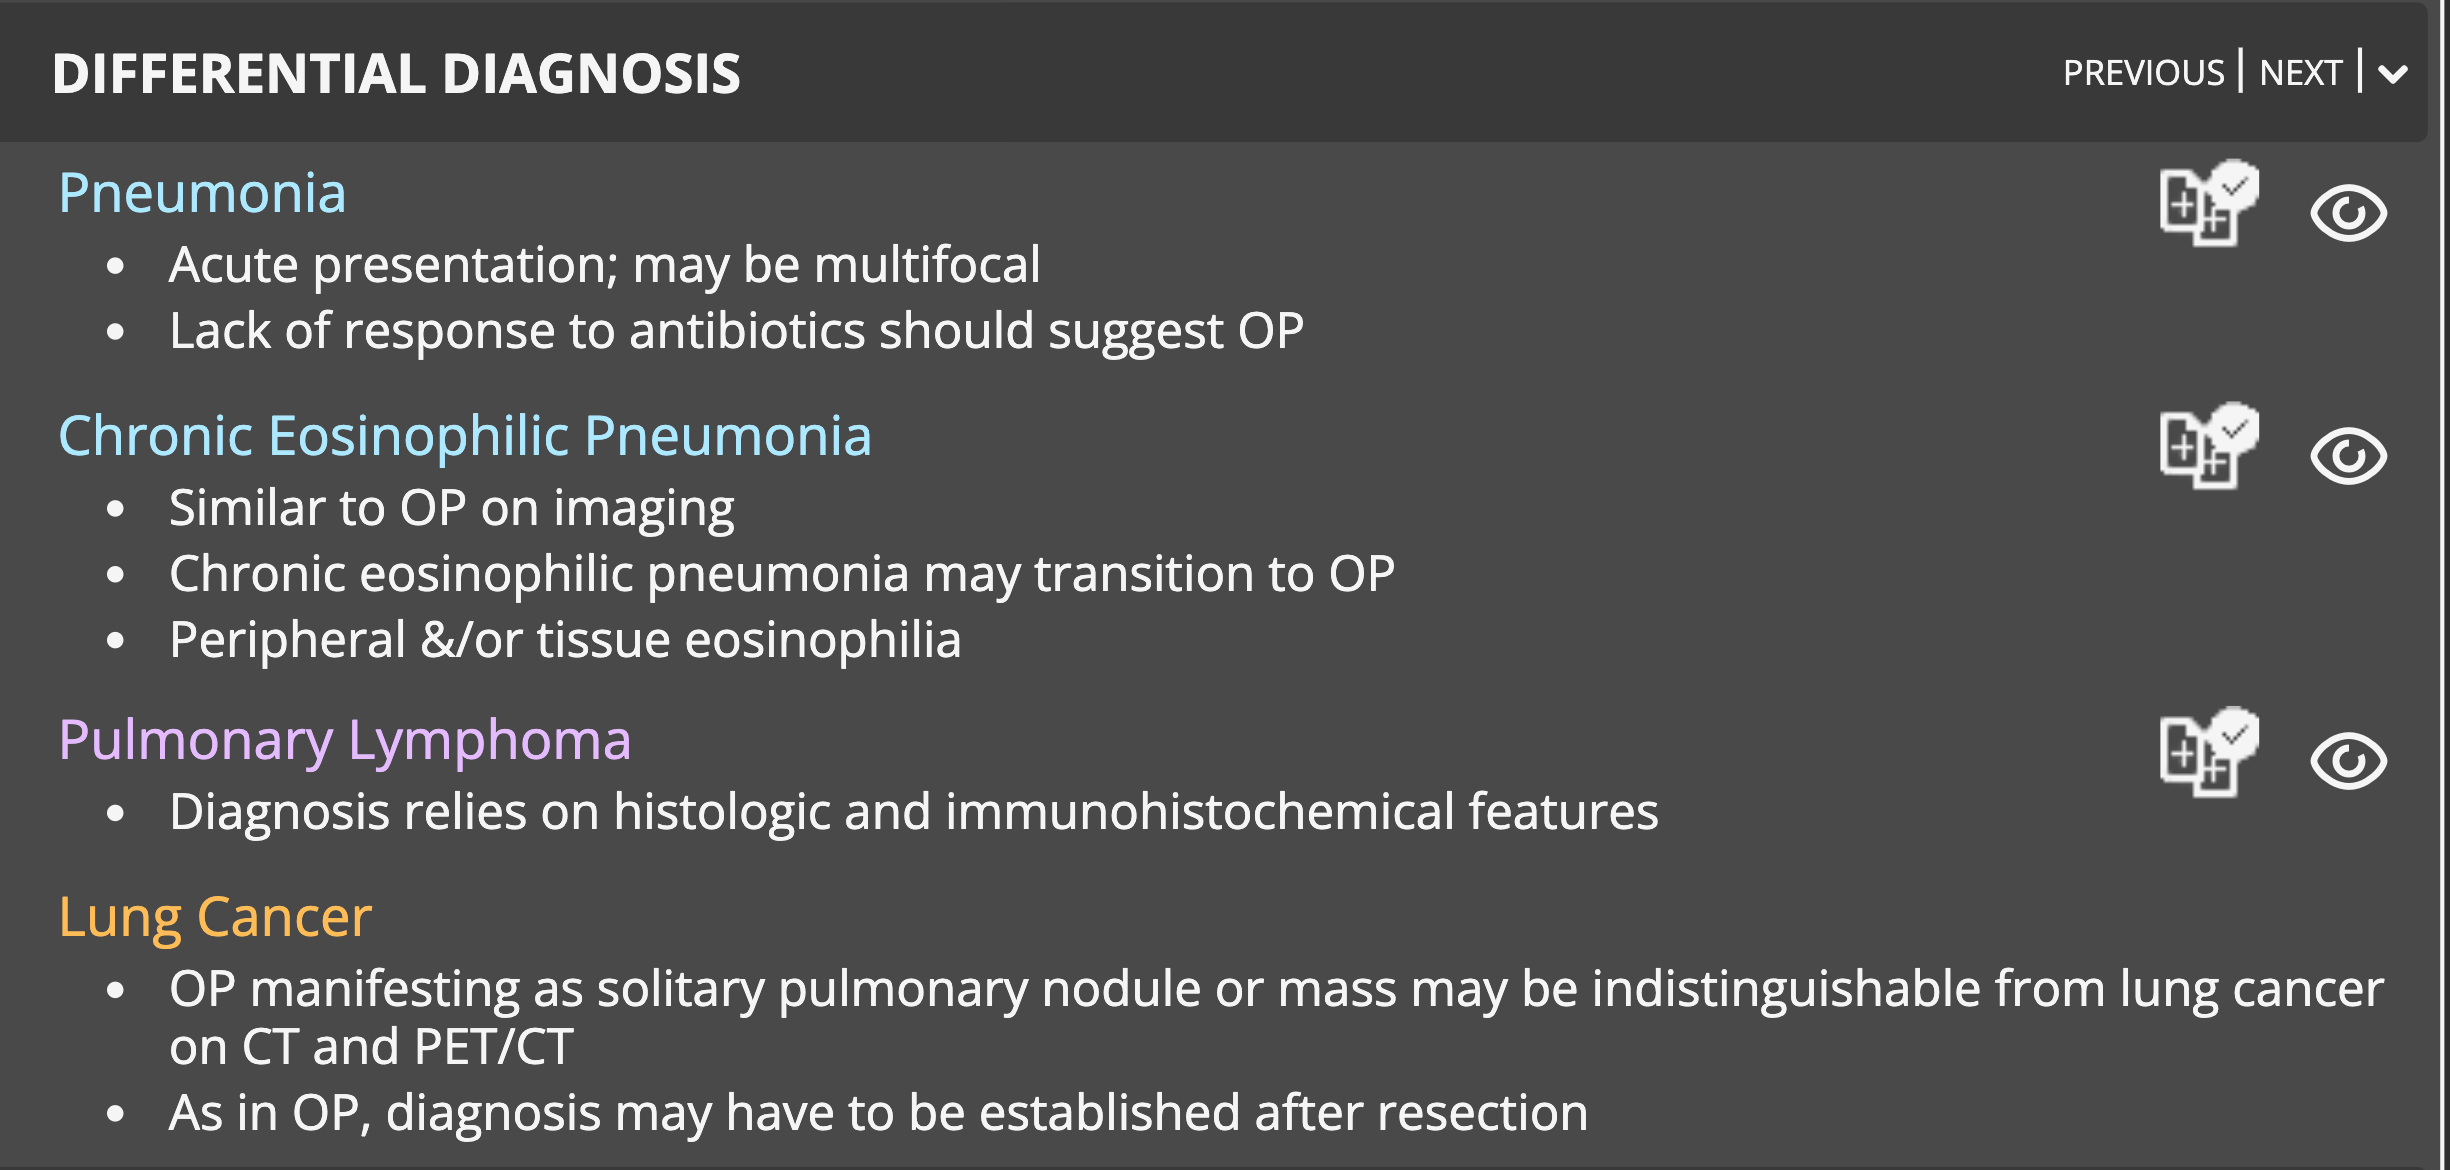 DIFFERENTIAL DIAGNOSIS
PREVIOUS | NEXT |
Pneumonia
• Acute presentation; may be multifocal
• Lack of response to antibiotics should suggest OP
Chronic Eosinophilic Pneumonia
• Similar to OP on imaging
• Chronic eosinophilic pneumonia may transition to OP
• Peripheral &/or tissue eosinophilia
Pulmonary Lymphoma
• Diagnosis relies on histologic and immunohistochemical features
Lung Cancer
• OP manifesting as solitary pulmonary nodule or mass may be indistinguishable from lung cancer
on CT and PET/CT
• As in OP, diagnosis may have to be established after resection